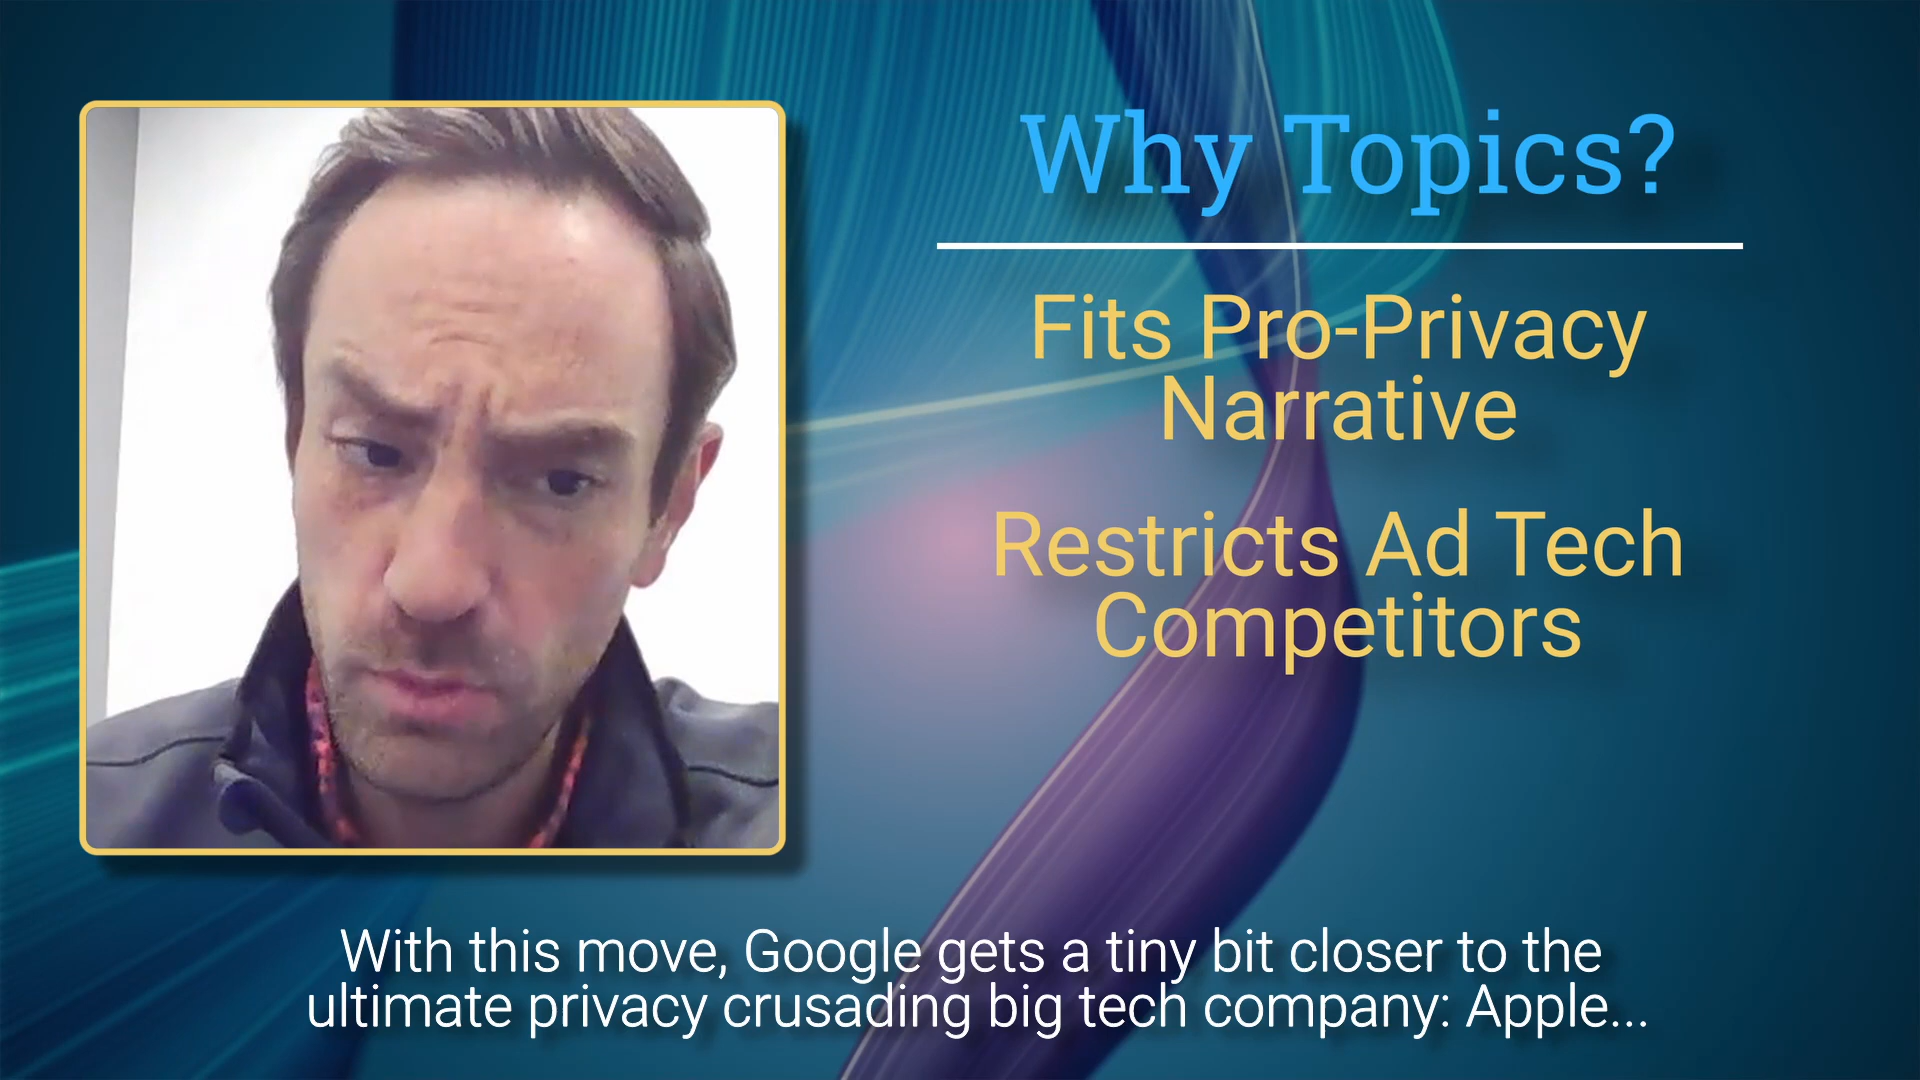 Why Topics?
Fits Pro-Privacy
Narrative
Restricts Ad Tech
Competitors
With this move, Google gets a tiny bit closer to the
ultimate privacy crusading big tech company: Apple...